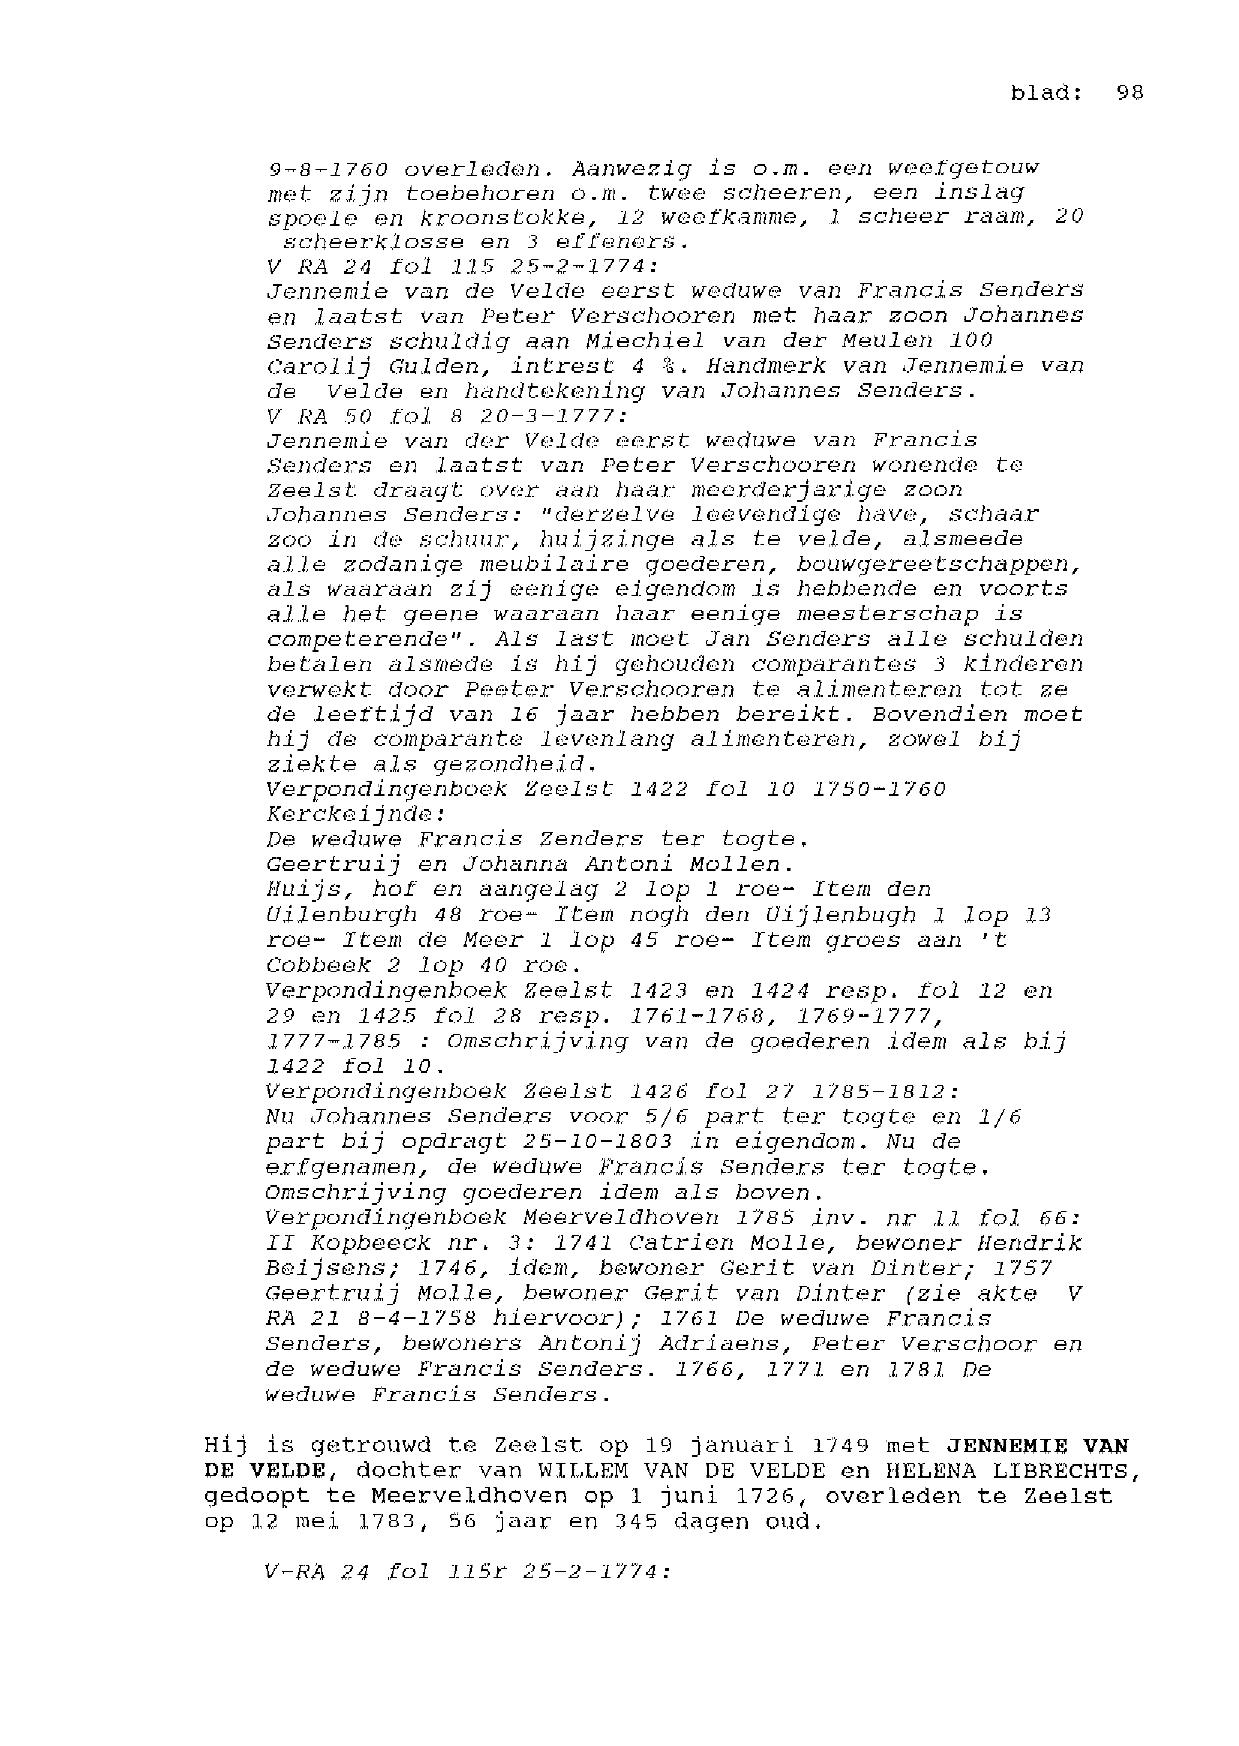 blad: 98
9-8-1760 overleden. Aanwezig is o.m. een weefgetouw
met zijn toebehoren o.m. twee scheeren, een inslag
spoele en kroonstokke, 12 weefkamme, 1 scheer raam, 20
scheerklosse en 3 effeners.
V RA 24 fol 115 25-2-1774:
Jennemie van de Velde eerst weduwe van Francis Senders
en laatst van Peter Verschooren met haar zoon Johannes
Senders schuldig aan Miechiel van der Meulen 100
Carolij Gulden, intrest 4 %. Handmerk van Jennemie van
de Velde en handtekening van Johannes Senders.
V RA 50 fol 8 20-3-1777:
Jennemie van der Velde eerst weduwe van Francis
Senders en laatst van Peter Verschooren wonende te
Zeelst draagt over aan haar meerderjarige zoon
Johannes Senders: "derzelve leevendige have, schaar
zoo in de schuur, huijzinge als te velde, alsmeede
alle zodanige meubilaire goederen, bouwgereetschappen,
als waaraan zij eenige eigendom is hebbende en voorts
alle het geene waaraan haar eenige meesterschap is
competerende". Als last moet Jan Senders alle schulden
betalen alsmede is hij gehouden comparantes 3 kinderen
verwekt door Peeter Verschooren te alimenteren tot ze
de leeftijd van 16 jaar hebben bereikt. Bovendien moet
hij de comparante levenlang alimenteren, zowel bij
ziekte als gezondheid.
Verpondingenboek Zeelst 1422 fol 10 1750-1760
Kerckeijnde:
De weduwe Francis Zenders ter togte.
Geertruij en Johanna Antoni Mollen.
Huijs, hof en aangelag 2 lop 1 roe- Item den
Uilenburgh 48 roe- Item nogh den Uijlenbugh 1 lop 13
roe- Item de Meer 1 lop 45 roe- Item groes aan 't
Cobbeek 2 lop 40 roe.
Verpondingenboek Zeelst 1423 en 1424 resp. fol 12 en
29 en 1425 fol 28 resp. 1761-1768, 1769-1777,
1777-1785 : Omschrijving van de goederen idem als bij
1422 fol 10.
Verpondingenboek Zeelst 1426 fol 27 1785-1812:
Nu Johannes Senders voor 5/6 part ter togte en 1/6
part bij opdragt 25-10-1803 in eigendom. Nu de
erfgenamen, de weduwe Francis Senders ter togte.
Omschrijving goederen idem als boven.
Verpondingenboek Meerveldhoven 1785 inv. nr 11 fol 66:
II Kopbeeck nr. 3: 1741 Catrien Molle, bewoner Hendrik
Beijsens; 1746, idem, bewoner Gerit van Dinter; 1757
Geertruij Molle, bewoner Gerit van Dinter (zie akte V
RA 21 8-4-1758 hiervoor); 1761 De weduwe Francis
Senders, bewoners Antonij Adriaens, Peter Verschoor en
de weduwe Francis Senders. 1766, 1771 en 1781 De
weduwe Francis Senders.
Hij is getrouwd te Zeelst op 19 januari 1749 met JENNEMIE VAN
DE VELDE, dochter van WILLEM VAN DE VELDE en HELENA LIBRECHTS,
gedoopt te Meerveldhoven op 1 juni 1726, overleden te Zeelst
op 12 mei 1783, 56 jaar en 345 dagen oud.
V-RA 24 fol 115r 25-2-1774: